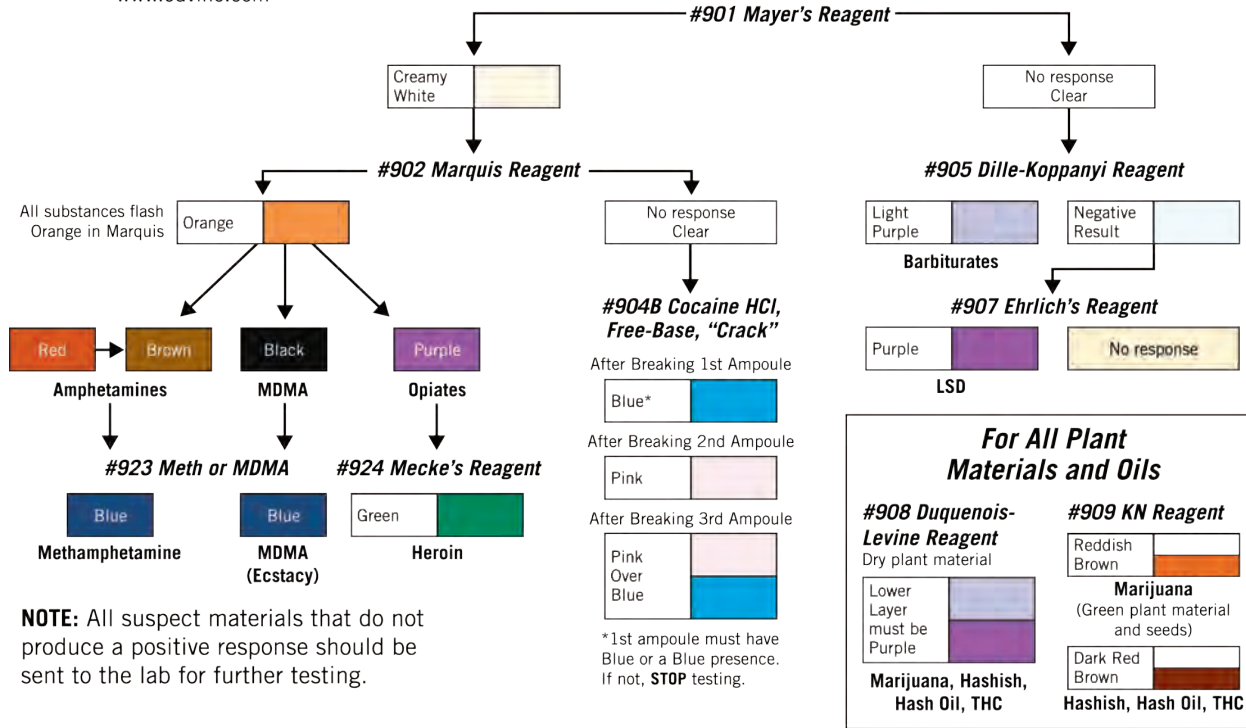 #901 Mayer's Reagent
Creamy
White
No response
Clear
#902 Marquis Reagent
All substances flash
Orange in Marquis
Orange
No response
Clear
Red
Brown
Black
Purple
Amphetamines
MDMA
Opiates
#923 Meth or MDMA
Blue
Methamphetamine
Blue
MDMA
(Ecstacy)
#924 Mecke's Reagent
Green
Heroin
NOTE: All suspect materials that do not
produce a positive response should be
sent to the lab for further testing.
#904B Cocaine HCl,
Free-Base, "Crack"
After Breaking 1st Ampoule
Blue*
After Breaking 2nd Ampoule
Pink
After Breaking 3rd Ampoule
Pink
Over
Blue
*1st ampoule must have
Blue or a Blue presence.
If not, STOP testing.
#905 Dille-Koppanyi Reagent
Light
Purple
Barbiturates
Negative
Result
#907 Ehrlich's Reagent
Purple
LSD
No response
For All Plant
Materials and Oils
#908 Duquenois-
Levine Reagent
Dry plant material
Lower
Layer
must be
Purple
Marijuana, Hashish,
Hash Oil, THC
#909 KN Reagent
Reddish
Brown
Marijuana
(Green plant material
and seeds)
Dark Red
Brown
Hashish, Hash Oil, THC